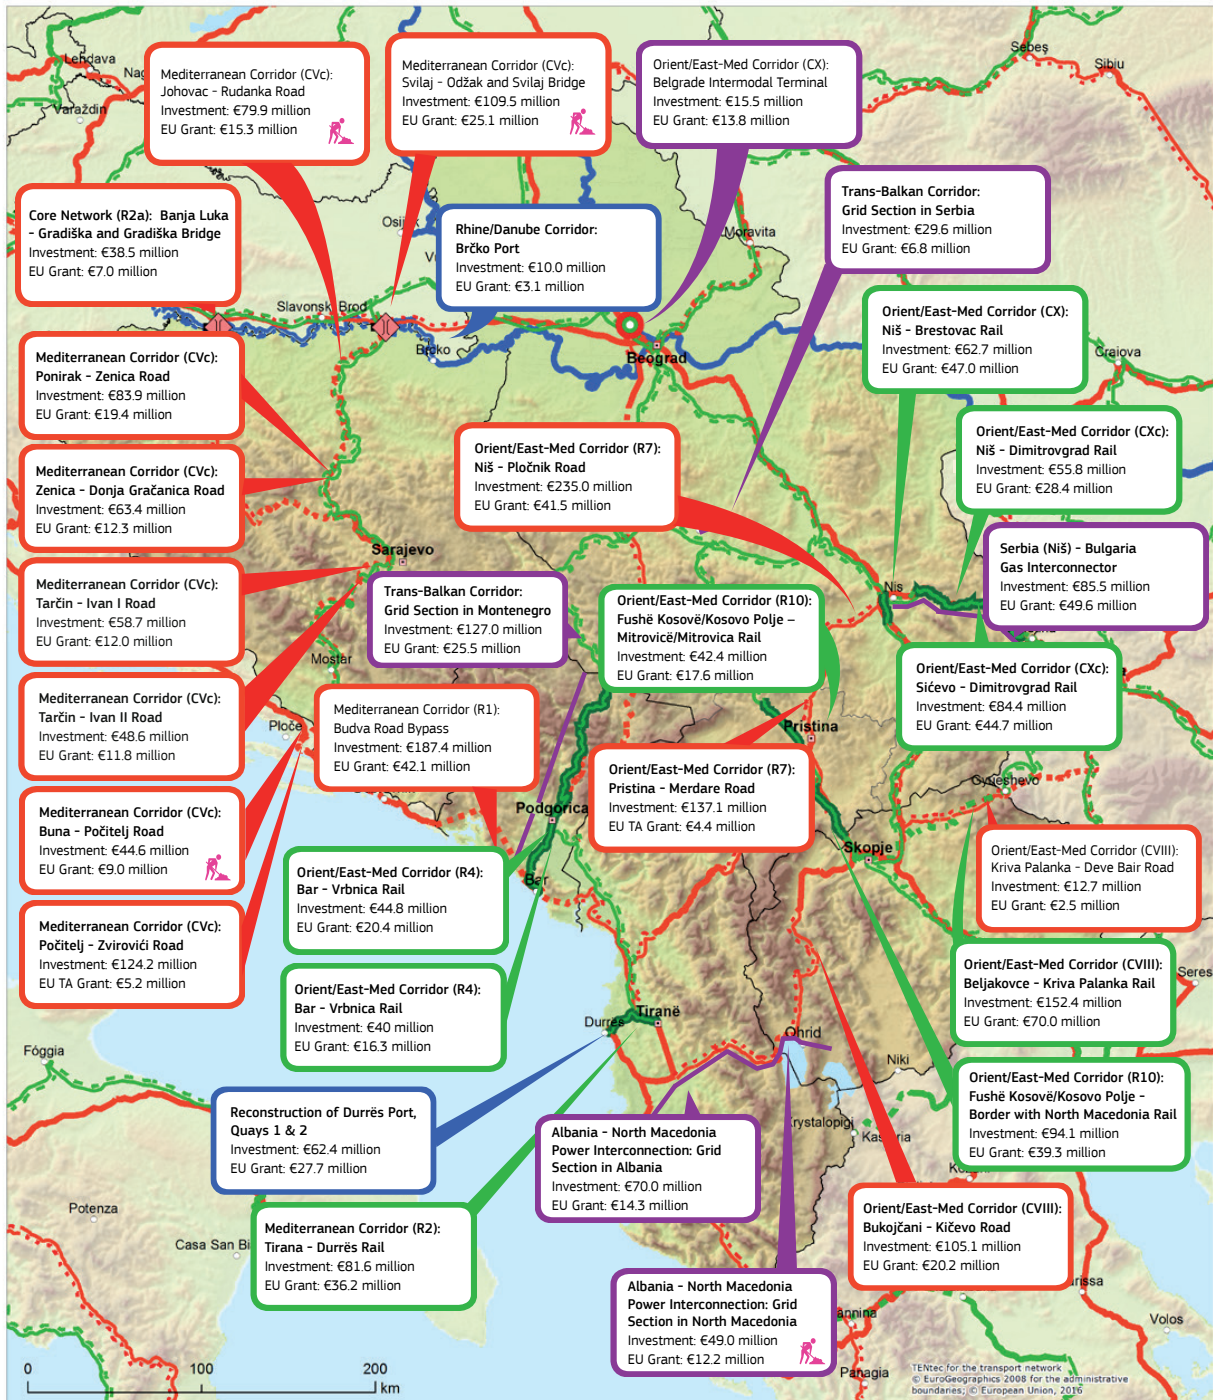 Mediterranean Corridor (CVc):
Johovac - Rudanka Road
Investment: €79.9 million
EU Grant: €15.3 million
Mediterranean Corridor (CVc):
Svilaj - Odžak and Svilaj Bridge
Investment: €109.5 million
EU Grant: €25.1 million
Orient/East-Med Corridor (CX):
Belgrade Intermodal Terminal
Investment: €15.5 million
EU Grant: €13.8 million
Trans-Balkan Corridor:
Grid Section in Serbia
Investment: €29.6 million
EU Grant: €6.8 million
Core Network (R2a): Banja Luka
- Gradiška and Gradiška Bridge
Investment: €38.5 million
EU Grant: €7.0 million
Rhine/Danube Corridor:
Brčko Port
Investment: €10.0 million
EU Grant: €3.1 million
Orient/East-Med Corridor (CX):
Niš - Brestovac Rail
Investment: €62.7 million
EU Grant: €47.0 million
Mediterranean Corridor (CVc):
Ponirak - Zenica Road
Investment: €83.9 million
EU Grant: €19.4 million
Orient/East-Med Corridor (CXc):
Niš - Dimitrovgrad Rail
Investment: €55.8 million
EU Grant: €28.4 million
Orient/East-Med Corridor (R7):
Niš - Pločnik Road
Investment: €235.0 million
EU Grant: €41.5 million
Mediterranean Corridor (CVc):
Zenica - Donja Gračanica Road
Investment: €63.4 million
EU Grant: €12.3 million
Serbia (Niš) - Bulgaria
Gas Interconnector
Investment: €85.5 million
EU Grant: €49.6 million
Mediterranean Corridor (CVc):
Tarčin - Ivan I Road
Investment: €58.7 million
EU Grant: €12.0 million
Trans-Balkan Corridor:
Grid Section in Montenegro
Investment: €127.0 million
EU Grant: €25.5 million
Orient/East-Med Corridor (R10):
Fushë Kosovë/Kosovo Polje –
Mitrovicë/Mitrovica Rail
Investment: €42.4 million
EU Grant: €17.6 million
Orient/East-Med Corridor (CXc):
Sićevo - Dimitrovgrad Rail
Investment: €84.4 million
EU Grant: €44.7 million
Mediterranean Corridor (CVc):
Tarčin - Ivan II Road
Investment: €48.6 million
EU Grant: €11.8 million
Mediterranean Corridor (R1):
Budva Road Bypass
Investment: €187.4 million
EU Grant: €42.1 million
Orient/East-Med Corridor (R7):
Pristina - Merdare Road
Investment: €137.1 million
EU TA Grant: €4.4 million
Mediterranean Corridor (CVc):
Buna - Počitelj Road
Investment: €44.6 million
EU Grant: €9.0 million
Orient/East-Med Corridor (CVIII):
Kriva Palanka - Deve Bair Road
Investment: €12.7 million
EU Grant: €2.5 million
Orient/East-Med Corridor (R4):
Bar - Vrbnica Rail
Investment: €44.8 million
EU Grant: €20.4 million
Mediterranean Corridor (CVc):
Počitelj - Zvirovići Road
Investment: €124.2 million
EU TA Grant: €5.2 million
Orient/East-Med Corridor (CVIII):
Beljakovce - Kriva Palanka Rail
Investment: €152.4 million
EU Grant: €70.0 million
Orient/East-Med Corridor (R4):
Bar - Vrbnica Rail
Investment: €40 million
EU Grant: €16.3 million
Orient/East-Med Corridor (R10):
Fushë Kosovë/Kosovo Polje -
Border with North Macedonia Rail
Investment: €94.1 million
EU Grant: €39.3 million
Reconstruction of Durrës Port,
Quays 1 & 2
Investment: €62.4 million
EU Grant: €27.7 million
Albania - North Macedonia
Power Interconnection: Grid
Section in Albania
Investment: €70.0 million
EU Grant: €14.3 million
Orient/East-Med Corridor (CVIII):
Bukojčani - Kičevo Road
Investment: €105.1 million
EU Grant: €20.2 million
Mediterranean Corridor (R2):
Tirana - Durrës Rail
Investment: €81.6 million
EU Grant: €36.2 million
Albania - North Macedonia
Power Interconnection: Grid
Section in North Macedonia
Investment: €49.0 million
EU Grant: €12.2 million
Lendava
Varaždin
Sebeş
Sibiu
Moravita
Slavonski Brod
Brčko
Beograd
Craiova
Sarajevo
Nis
Mostar
Ploče
Pristina
Gyueshevo
Podgorica
Skopje
Bar
Tiranë
Durrës
Ohrid
Niki
Seres
Fóggia
Krystalopigi
Potenza
Volos
Panagia
0 100 200
km
TENtec for the transport network
© EuroGeographics 2008 for the administrative
boundaries; © European Union, 2016